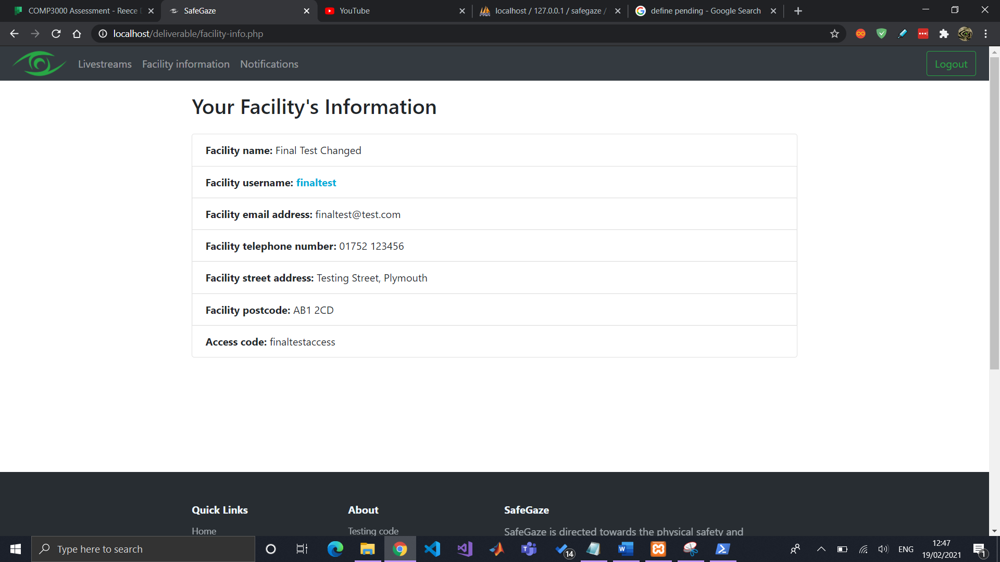 COMP3000 Assessment - Reece
SafeGaze
YouTube
localhost / 127.0.0.1 / safegaze /
define pending - Google Search
localhost/deliverable/facility-info.php
Livestreams
Facility information
Notifications
Logout
Your Facility's Information
Facility name: Final Test Changed
Facility username: finaltest
Facility email address: finaltest@test.com
Facility telephone number: 01752 123456
Facility street address: Testing Street, Plymouth
Facility postcode: AB1 2CD
Access code: finaltestaccess
Quick Links
About
SafeGaze
Home
Testing code
SafeGaze is directed towards the physical safety and
Type here to search
14
ENG
12:47
19/02/2021
1